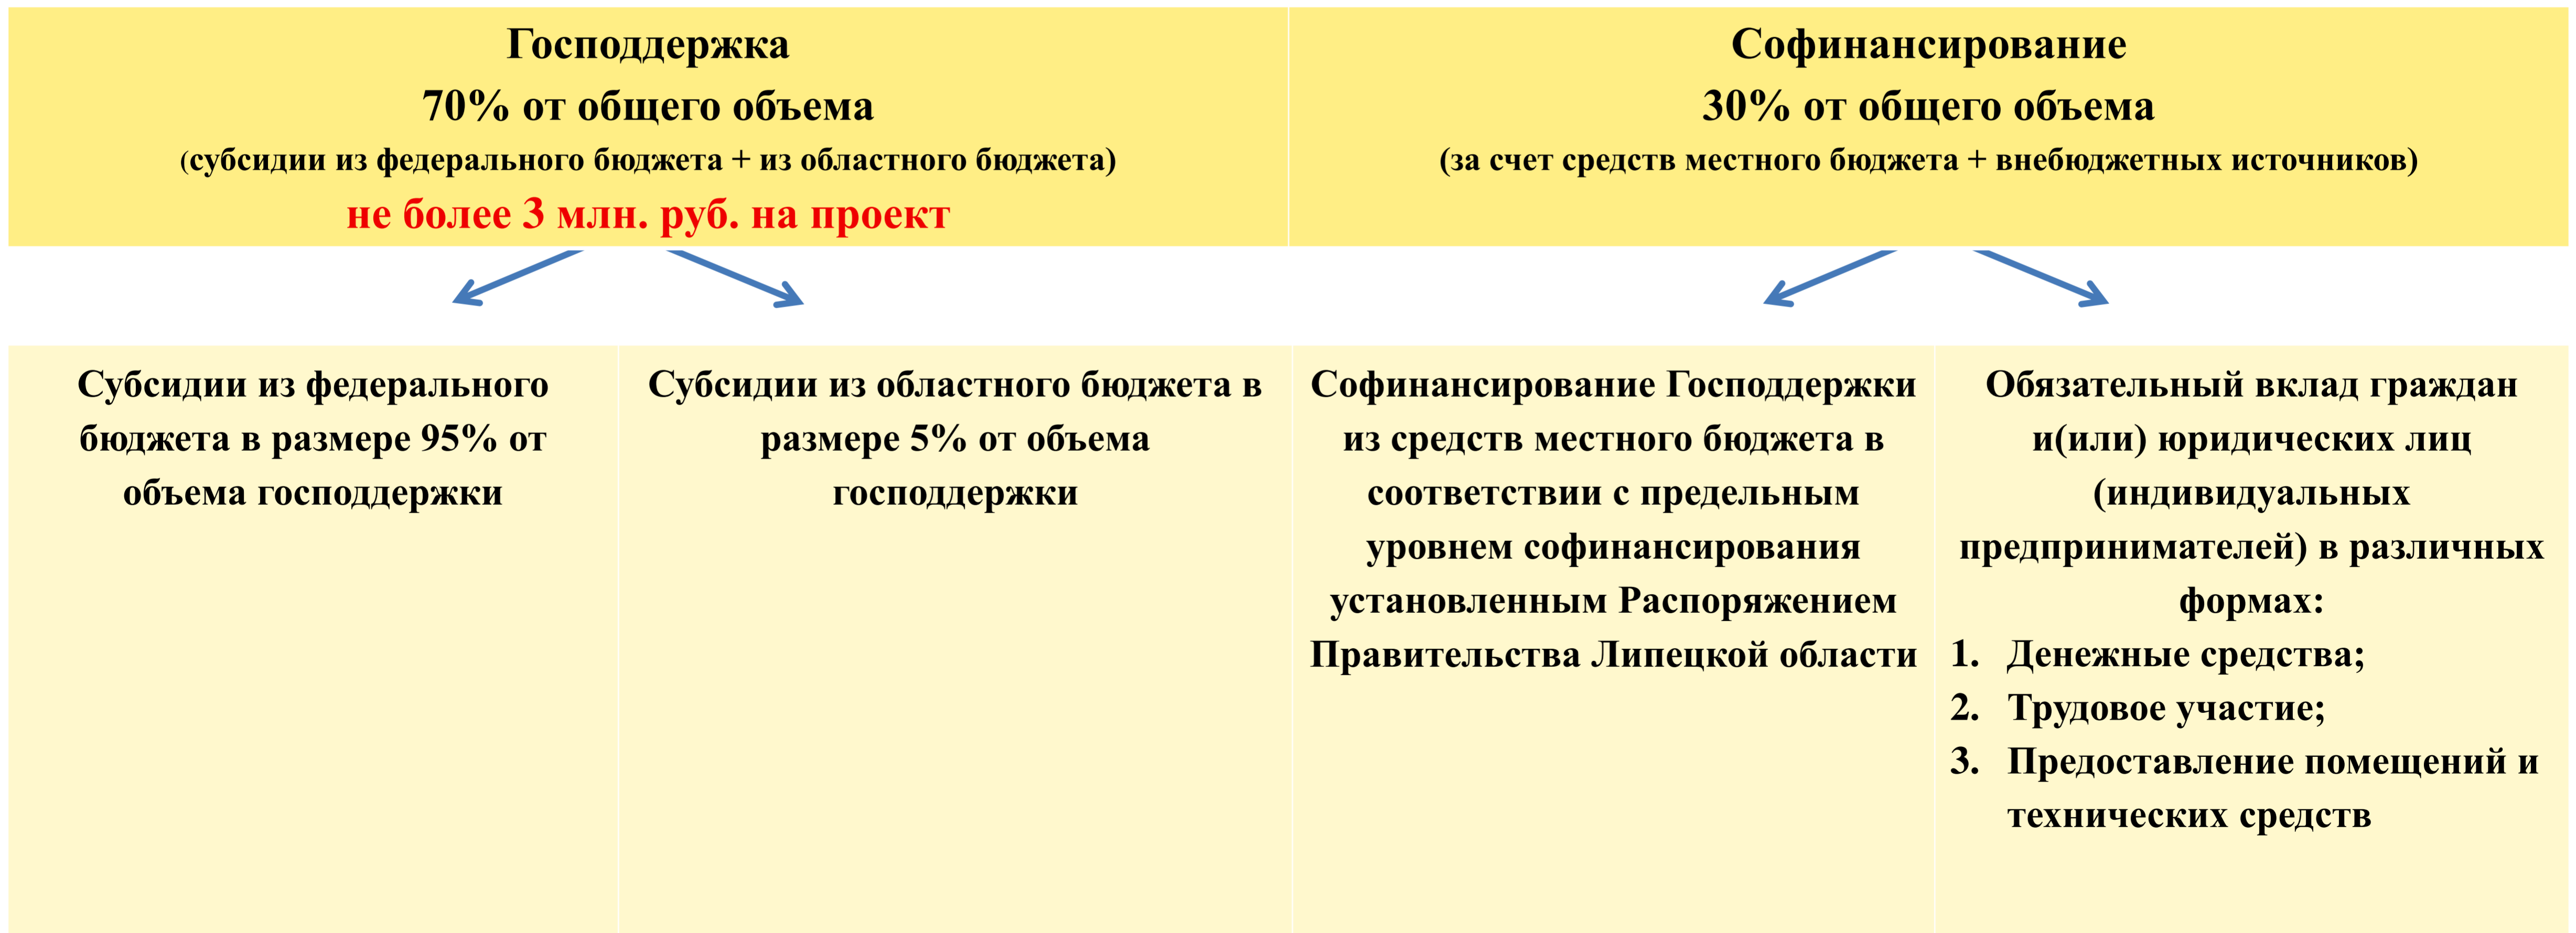 Господдержка
70% от общего объема
(субсидии из федерального бюджета + из областного бюджета)
не более 3 млн. руб. на проект
Софинансирование
30% от общего объема
(за счет средств местного бюджета + внебюджетных источников)
Субсидии из федерального
бюджета в размере 95% от
объема господдержки
Субсидии из областного бюджета в
размере 5% от объема
господдержки
Софинансирование Господдержки
из средств местного бюджета в
соответствии с предельным
уровнем софинансирования
установленным Распоряжением
Правительства Липецкой области
Обязательный вклад граждан
и(или) юридических лиц
(индивидуальных
предпринимателей) в различных
формах:
1. Денежные средства;
2. Трудовое участие;
3. Предоставление помещений и
технических средств